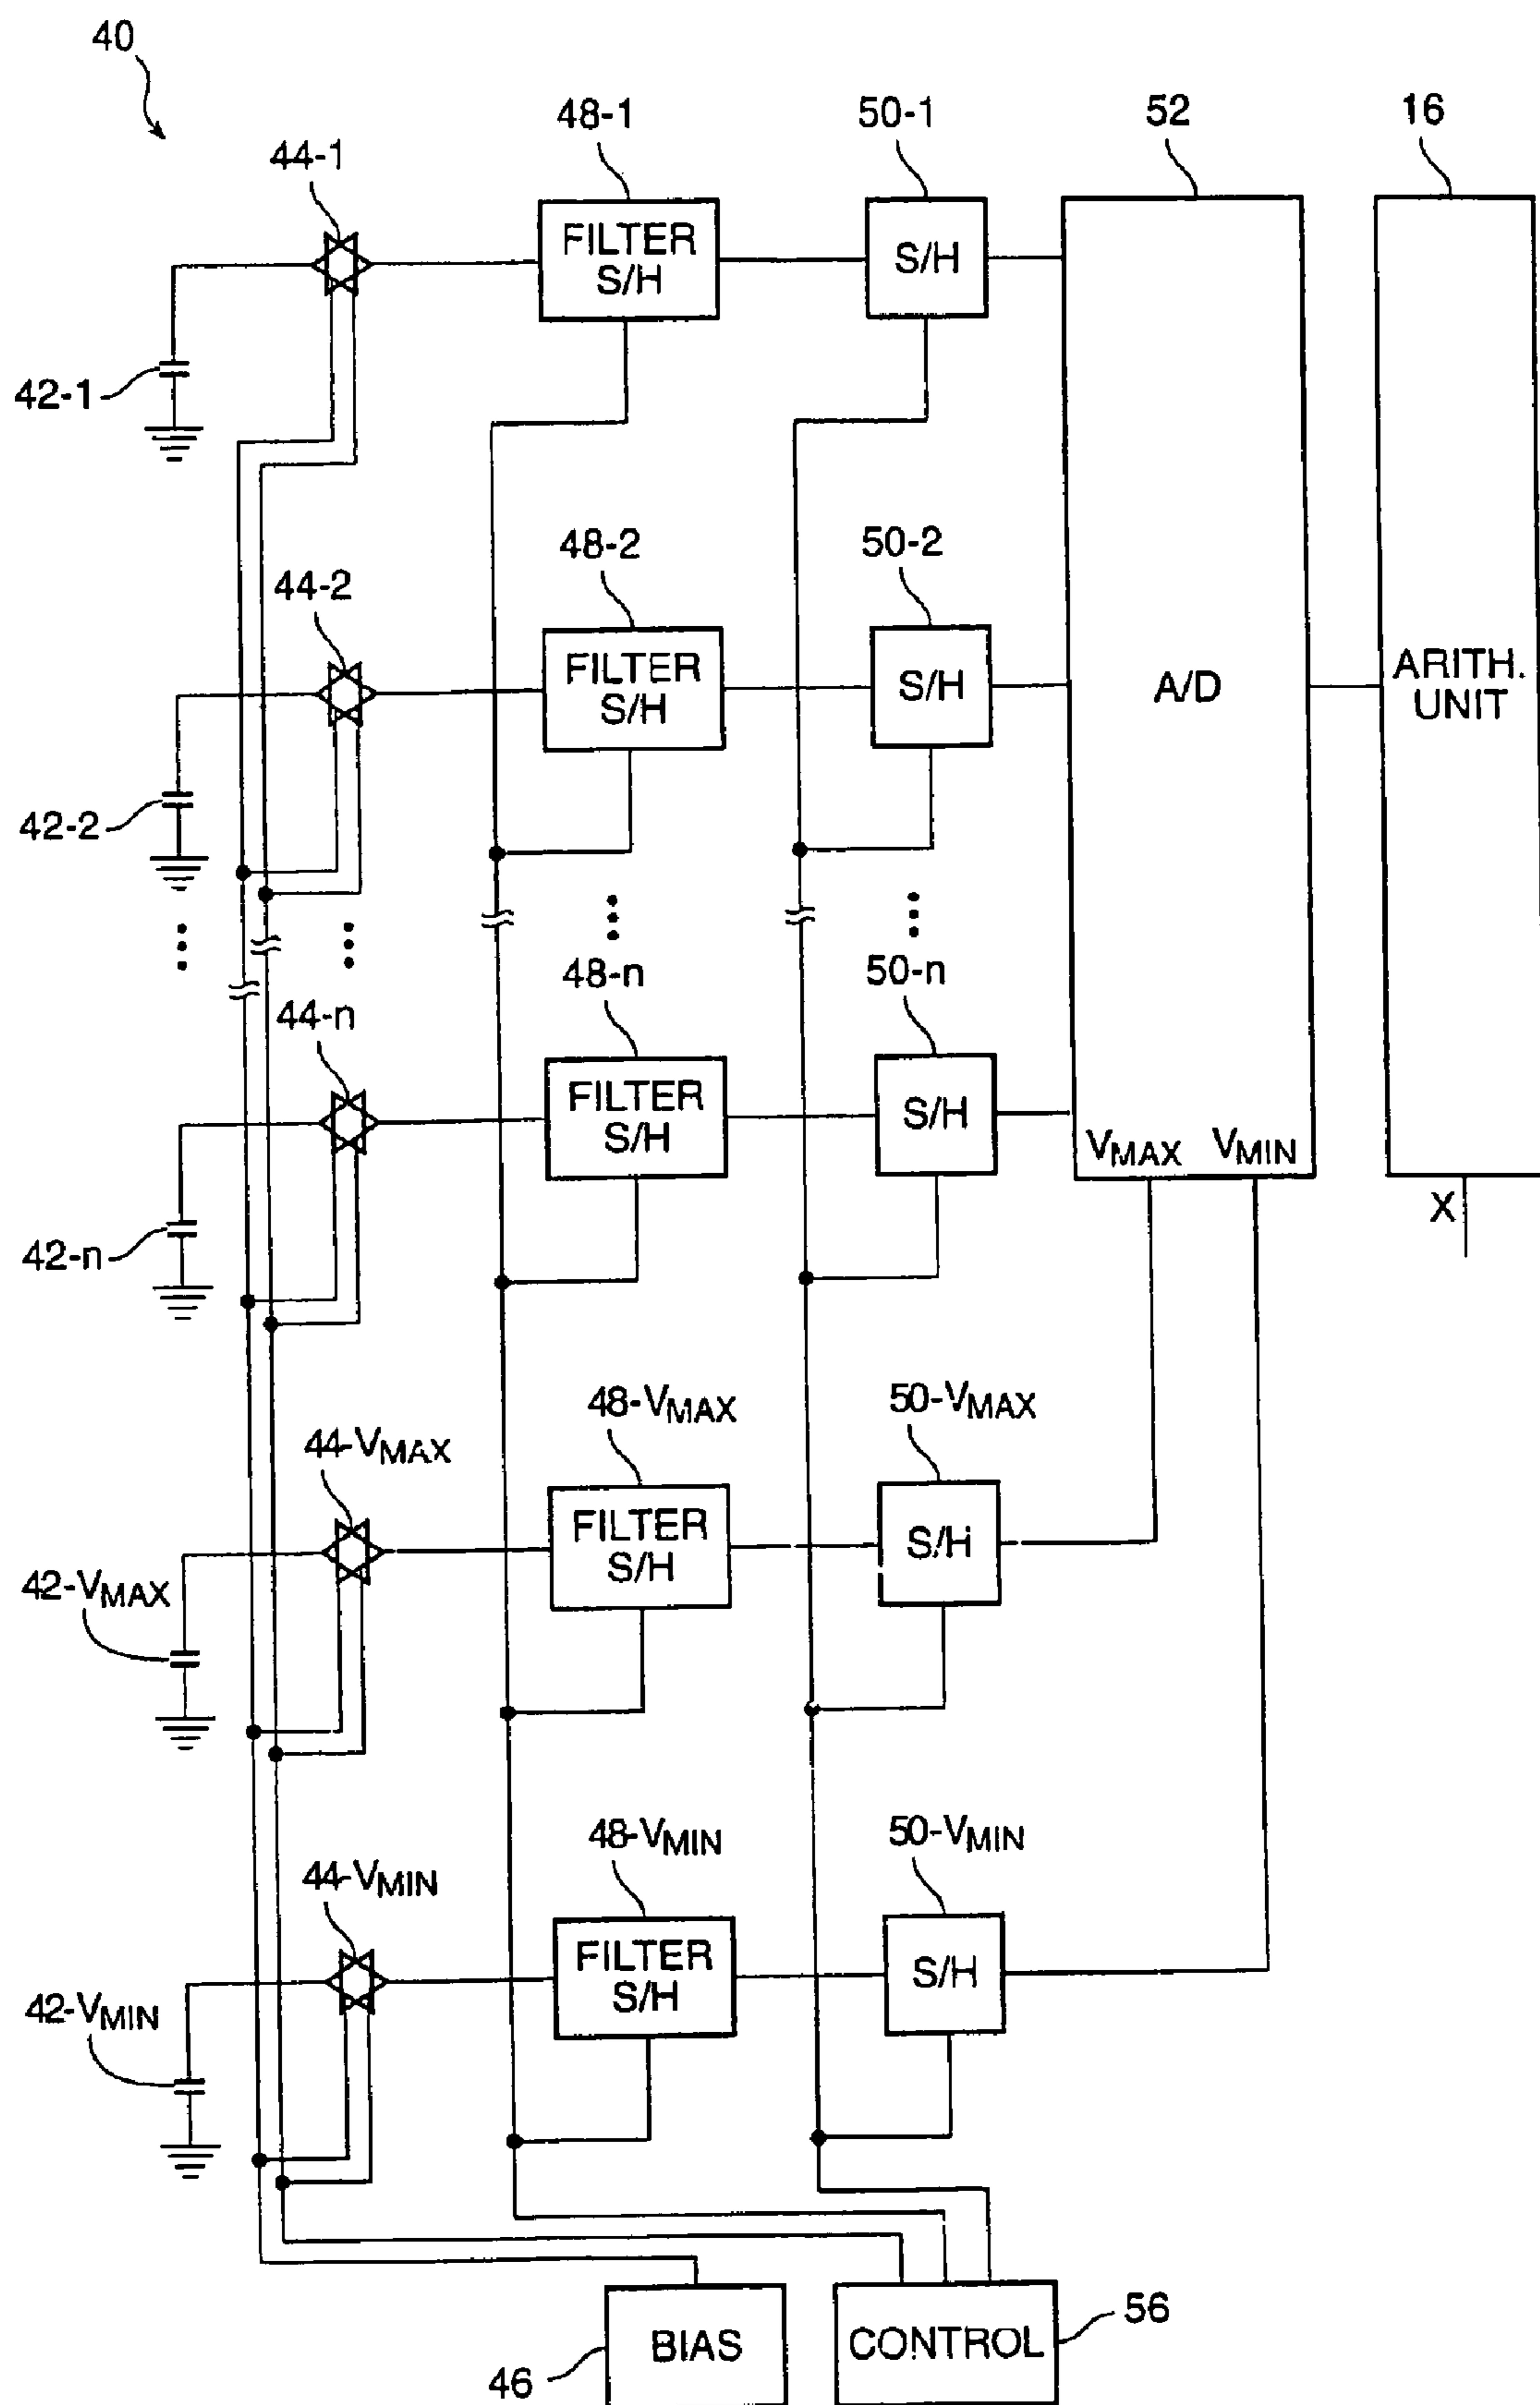 40
48-1
50-1
52
16
44-1
FILTER
S/H
S/H
42-1
48-2
50-2
44-2
FILTER
S/H
S/H
A/D
ARITH.
UNIT
42-2
48-n
50-n
44-n
FILTER
S/H
S/H
VMAX
VMIN
X
42-n
48-VMAX
50-VMAX
44-VMAX
FILTER
S/H
S/H
42-VMAX
48-VMIN
50-VMIN
44-VMIN
FILTER
S/H
S/H
42-VMIN
46
BIAS
CONTROL
56